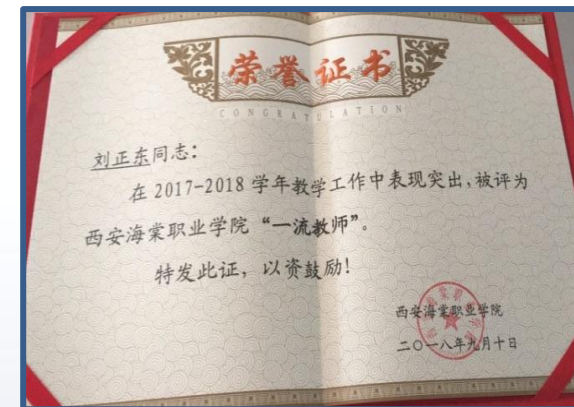 荣誉证书
CONGRATULATION
刘正东同志：
在2017-2018学年教学工作中表现突出，被评为
西安海棠职业学院“一流教师”。
特发此证，以资鼓励！
西安海棠职业学院
二〇一八年九月十日